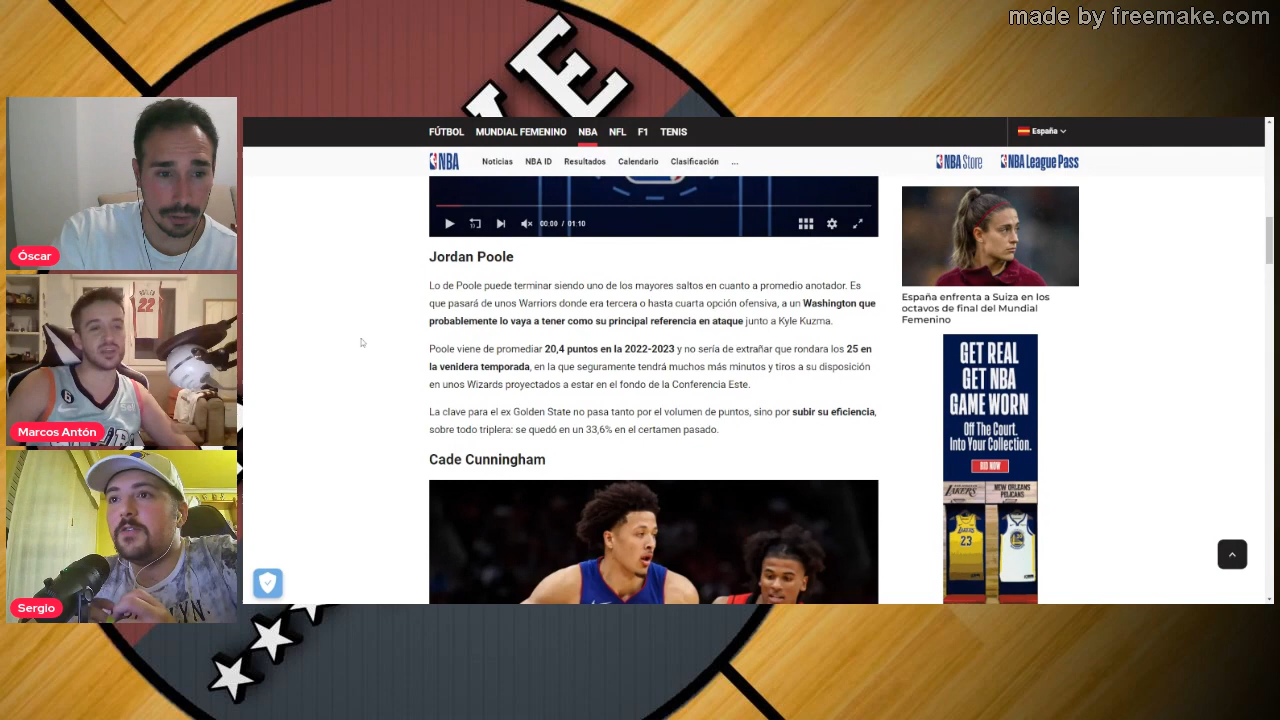 made by freemake.com
E
FÚTBOL MUNDIAL FEMENINO NBA NFL F1 TENIS
España
NBA
Noticias NBA ID Resultados Calendario Clasificación ...
NBA Store NBA League Pass
10
00:00 / 01:10
Jordan Poole
Lo de Poole puede terminar siendo uno de los mayores saltos en cuanto a promedio anotador. Es
que pasará de unos Warriors donde era tercera o hasta cuarta opción ofensiva, a un Washington que
probablemente lo vaya a tener como su principal referencia en ataque junto a Kyle Kuzma.
Poole viene de promediar 20,4 puntos en la 2022-2023 y no sería de extrañar que rondara los 25 en
la venidera temporada, en la que seguramente tendrá muchos más minutos y tiros a su disposición
en unos Wizards proyectados a estar en el fondo de la Conferencia Este.
La clave para el ex Golden State no pasa tanto por el volumen de puntos, sino por subir su eficiencia,
sobre todo triplera: se quedó en un 33,6% en el certamen pasado.
Cade Cunningham
España enfrenta a Suiza en los
octavos de final del Mundial
Femenino
GET REAL
GET NBA
GAME WORN
Off The Court.
Into Your Collection.
BID NOW
LAKERS
NEW ORLEANS
PELICANS
23
Óscar
22
6
Marcos Antón
Sergio